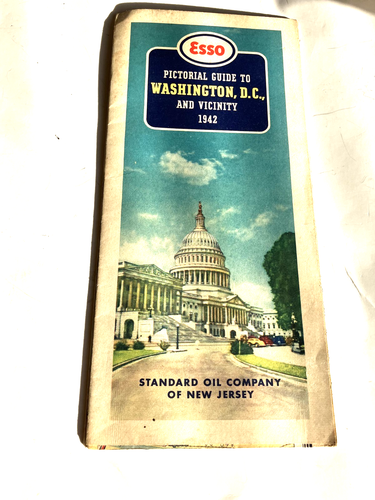 Esso
PICTORIAL GUIDE TO
WASHINGTON, D.C.,
AND VICINITY
1942
STANDARD OIL COMPANY
OF NEW JERSEY